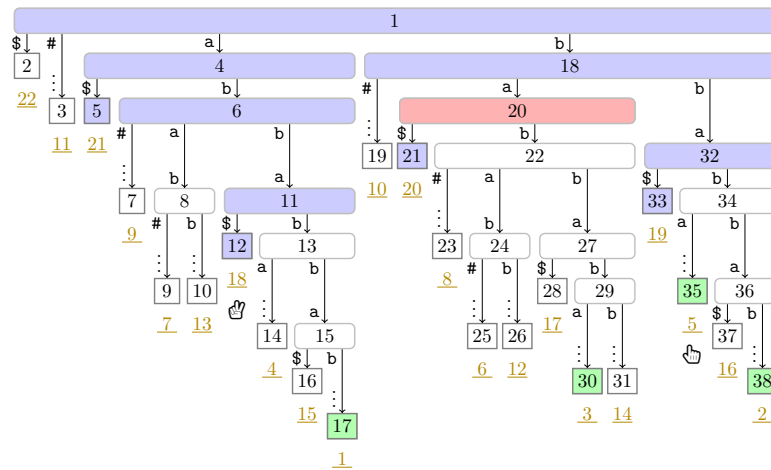 1
$ # a b
2 4 18
⋮ $ b # a b
22 3 5 6 20
11 21 # a b ⋮ $ b a
19 21 22 32
⋮ b a 10 20 # a b $ b
7 8 11 33 34
9 # b $ b ⋮ b a 19 a b
12 13 23 24 27
⋮ ⋮ 18 a b 8 # b $ b ⋮ a
9 10 28 29 35 36
7 13 ⋮ a ⋮ ⋮ 17 a b 5 $ b
14 15 25 26 37
4 $ b 6 12 ⋮ ⋮ 16 ⋮
16 30 31 38
15 ⋮ 3 14 2
17
1